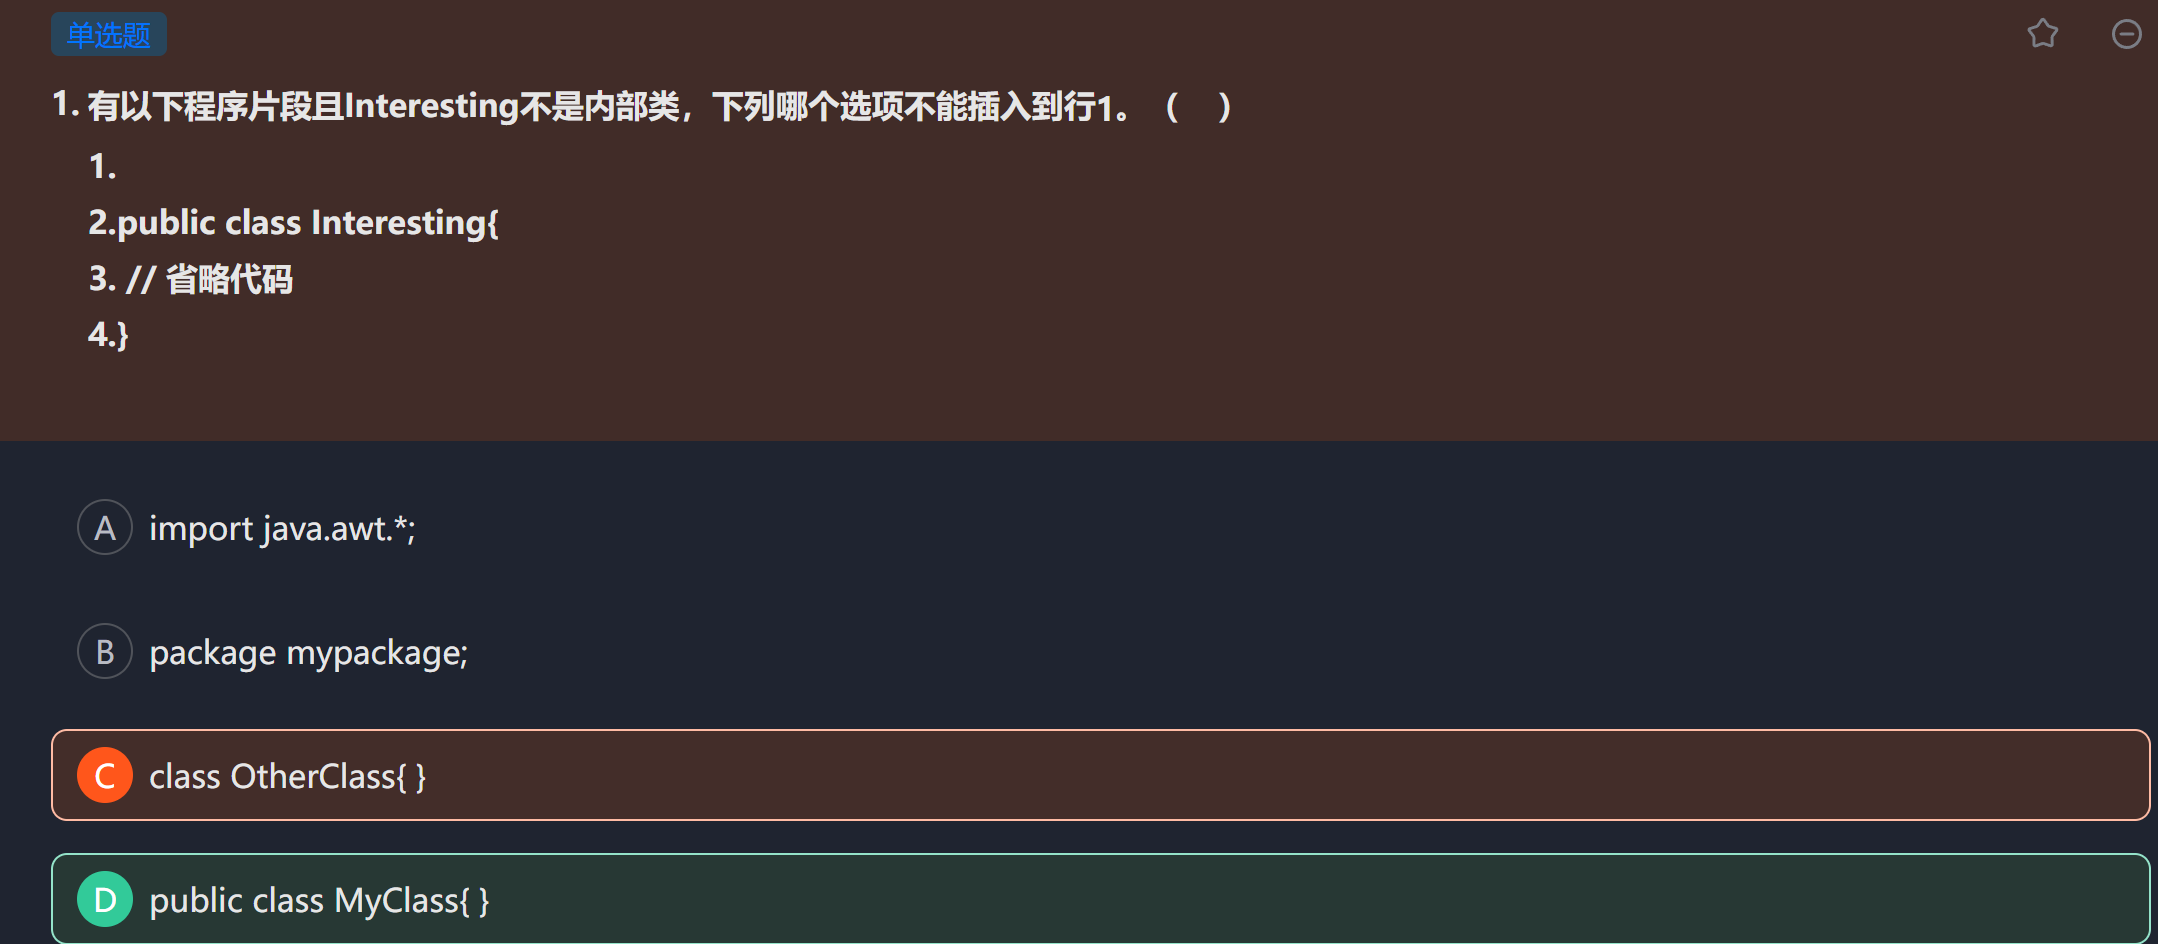 单选题
1. 有以下程序片段且Interesting不是内部类，下列哪个选项不能插入到行1。（ ）
1.
2.public class Interesting{
3. // 省略代码
4.}
A import java.awt.*;
B package mypackage;
C class OtherClass{ }
D public class MyClass{ }